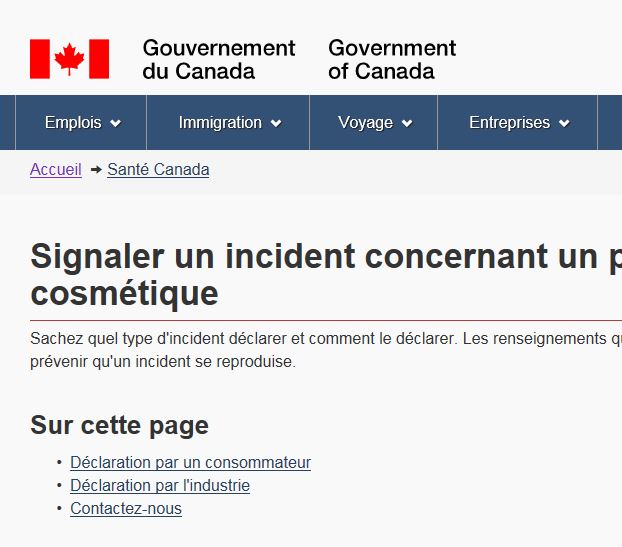 Gouvernement Government
du Canada of Canada
Emplois Immigration Voyage Entreprises
Accueil Santé Canada
Signaler un incident concernant un
cosmétique
Sachez quel type d'incident déclarer et comment le déclarer. Les renseignements
prévenir qu'un incident se reproduise.
Sur cette page
• Déclaration par un consommateur
• Déclaration par l'industrie
• Contactez-nous